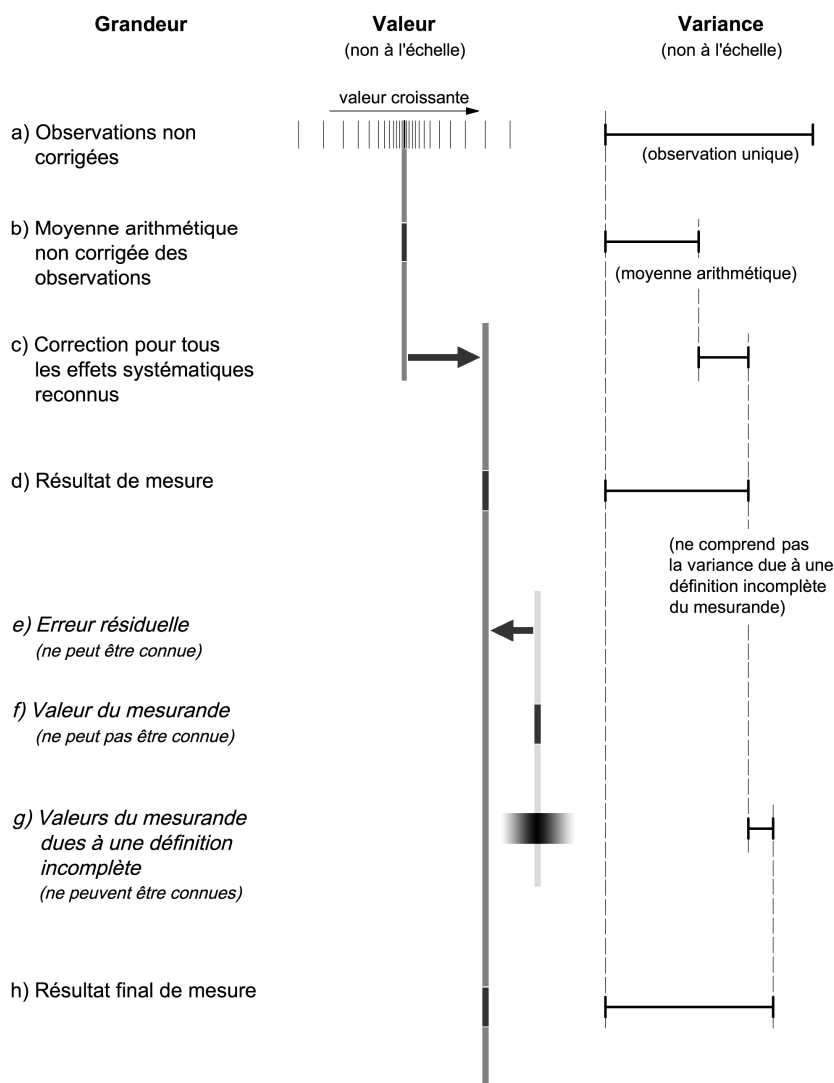 Grandeur Valeur Variance
(non à l'échelle) (non à l'échelle)
valeur croissante
a) Observations non
corrigées
(observation unique)
b) Moyenne arithmétique
non corrigée des
observations
(moyenne arithmétique)
c) Correction pour tous
les effets systématiques
reconnus
d) Résultat de mesure
(ne comprend pas
la variance due à une
définition incomplète
du mesurande)
e) Erreur résiduelle
(ne peut être connue)
f) Valeur du mesurande
(ne peut pas être connue)
g) Valeurs du mesurande
dues à une définition
incomplète
(ne peuvent être connues)
h) Résultat final de mesure